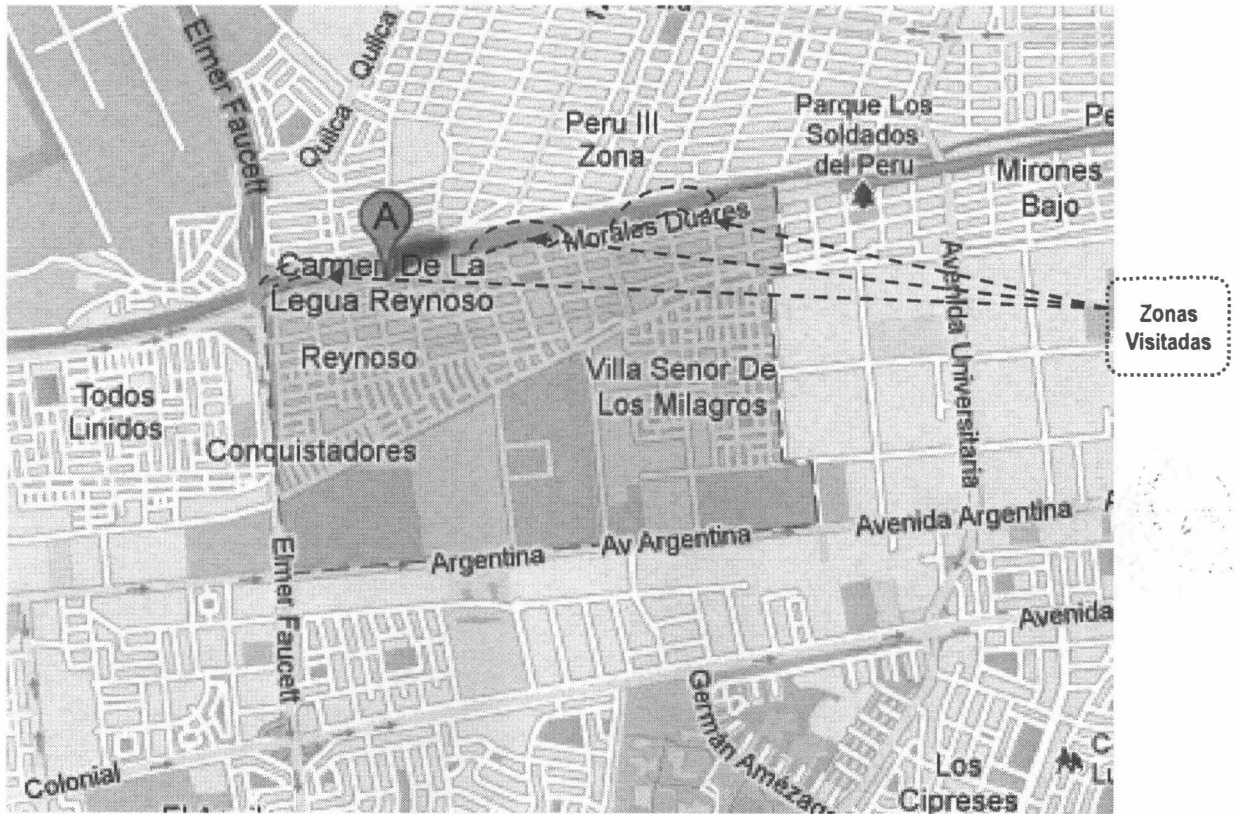 Elmer Faucett
Quilca
Quilca
Peru III
Zona
Parque Los
Soldados
del Peru
Mirones
Bajo
A
Morales Duares
Carmen De La
Legua Reynoso
Reynoso
Avenida Universitaria
Zonas
Visitadas
Todos
Linidos
Villa Senor De
Los Milagros
Conquistadores
Argentina
Av Argentina
Avenida Argentina
Elmer Faucett
Avenida
Germán Amézaga
Colonial
Los
Cipreses